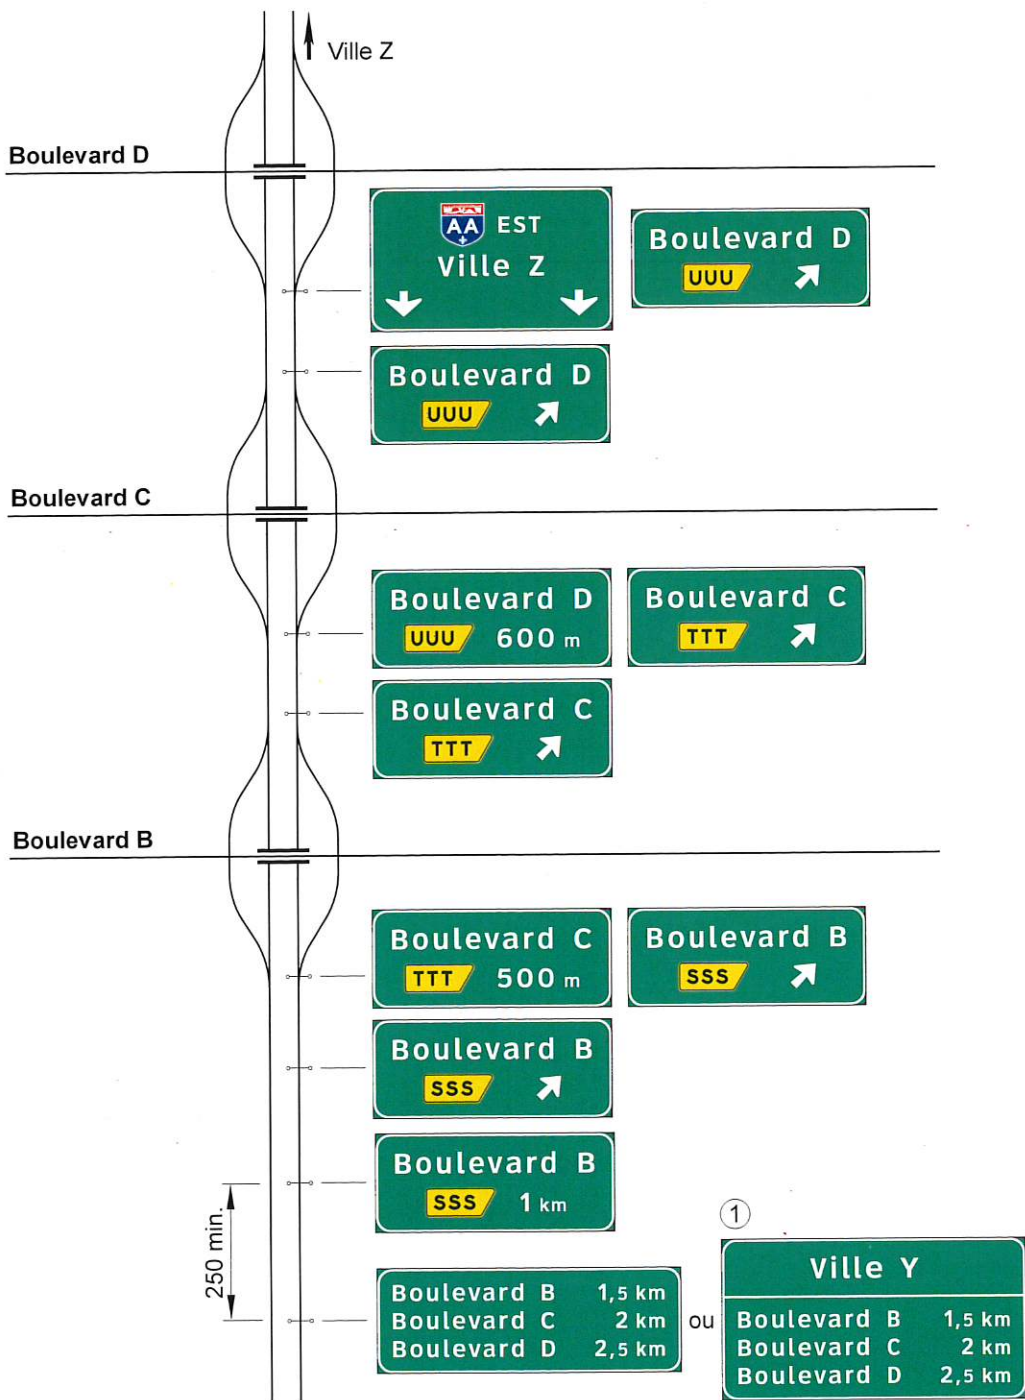 Ville Z
Boulevard D
AA EST
Ville Z
Boulevard D
UUU
Boulevard D
UUU
Boulevard C
Boulevard D
UUU 600 m
Boulevard C
TTT
Boulevard C
TTT
Boulevard B
Boulevard C
TTT 500 m
Boulevard B
SSS
Boulevard B
SSS
Boulevard B
SSS 1 km
250 min.
Boulevard B 1,5 km
Boulevard C 2 km
Boulevard D 2,5 km
ou
1
Ville Y
Boulevard B 1,5 km
Boulevard C 2 km
Boulevard D 2,5 km